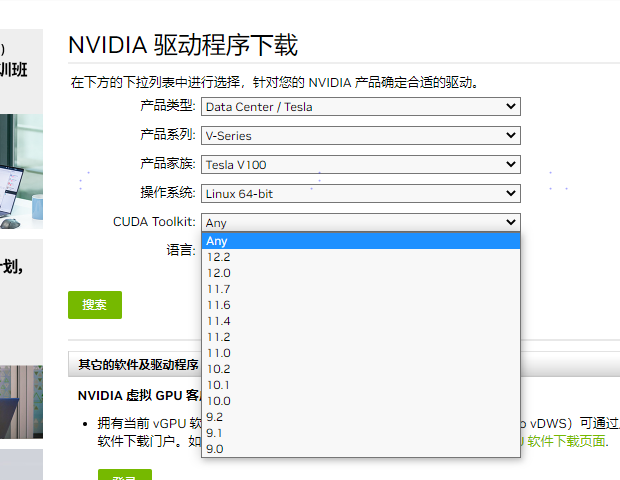 )
训班
NVIDIA 驱动程序下载
在下方的下拉列表中进行选择，针对您的 NVIDIA 产品确定合适的驱动。
产品类型: Data Center / Tesla
产品系列: V-Series
产品家族: Tesla V100
操作系统: Linux 64-bit
CUDA Toolkit: Any
语言:
Any
12.2
12.0
11.7
11.6
11.4
11.2
11.0
10.2
10.1
10.0
9.2
9.1
9.0
划,
搜索
其它的软件及驱动程序
NVIDIA 虚拟 GPU 客
拥有当前 vGPU 软 o vDWS）可通过
软件下载门户。如 软件下载页面.
登录